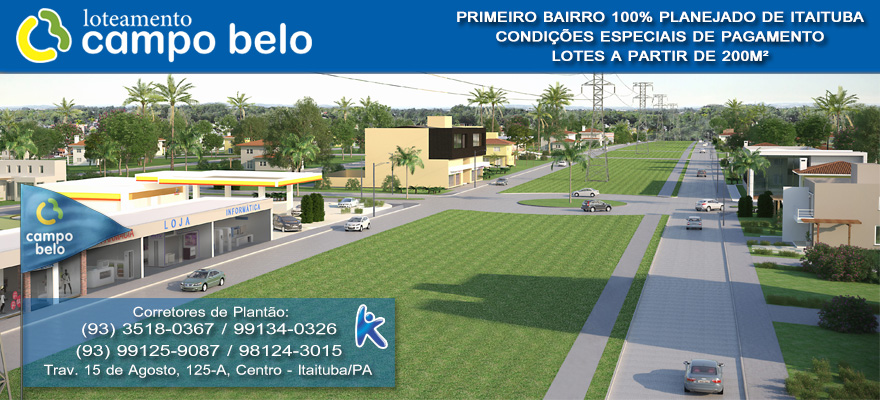 loteamento
campo belo
PRIMEIRO BAIRRO 100% PLANEJADO DE ITAITUBA
CONDIÇÕES ESPECIAIS DE PAGAMENTO
LOTES A PARTIR DE 200M²
LOJA
INFORMÁTICA
campo
belo
Corretores de Plantão:
(93) 3518-0367 / 99134-0326
(93) 99125-9087 / 98124-3015
Trav. 15 de Agosto, 125-A, Centro - Itaituba/PA